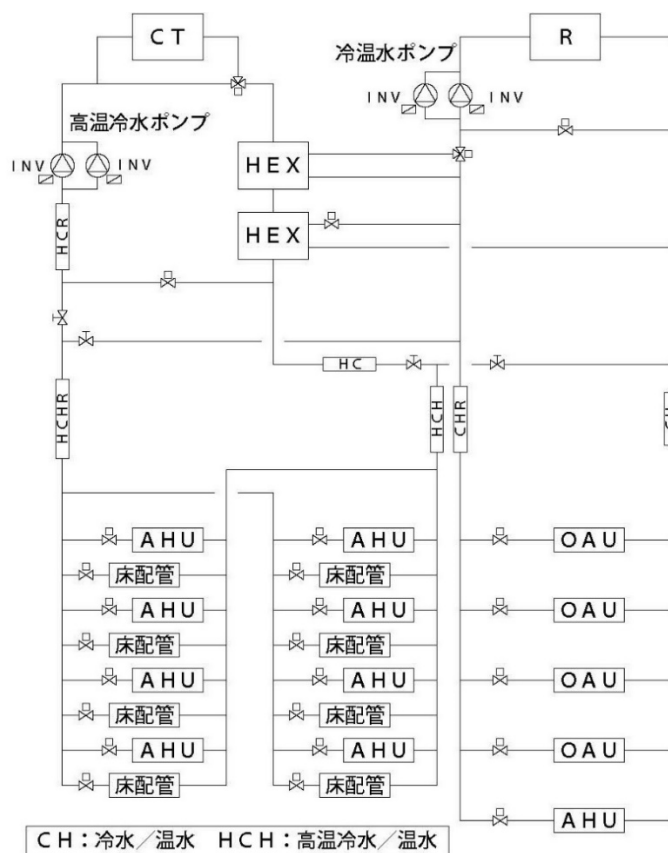 CT
冷温水ポンプ
R
INV
INV
高温冷水ポンプ
INV
INV
HEX
HCR
HEX
HC
HCHR
HCH
CHR
AHU
AHU
OAU
床配管
床配管
AHU
AHU
OAU
床配管
床配管
AHU
AHU
OAU
床配管
床配管
AHU
AHU
OAU
床配管
床配管
AHU
CH：冷水／温水 HCH：高温冷水／温水